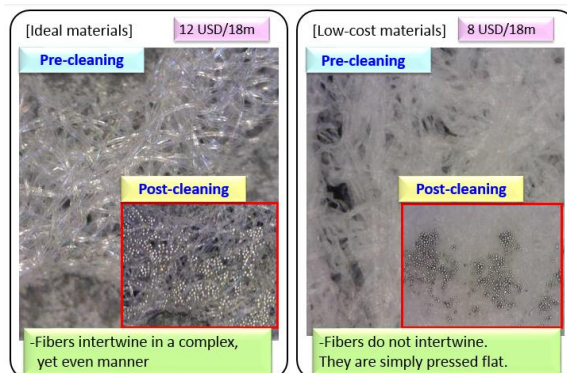 [Ideal materials]
12 USD/18m
Pre-cleaning
Post-cleaning
-Fibers intertwine in a complex,
yet even manner
[Low-cost materials]
8 USD/18m
Pre-cleaning
Post-cleaning
-Fibers do not intertwine.
They are simply pressed flat.